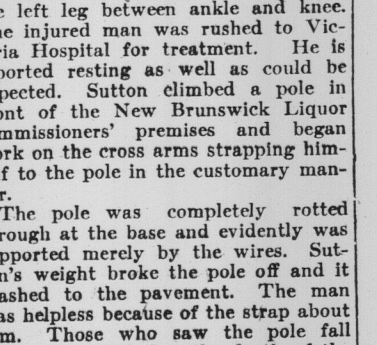 e left leg between ankle and knee.
he injured man was rushed to Vic-
ria Hospital for treatment. He is
ported resting as well as could be
pected. Sutton climbed a pole in
ont of the New Brunswick Liquor
mmissioners' premises and began
ork on the cross arms strapping him-
f to the pole in the customary man-
r.
The pole was completely rotted
rough at the base and evidently was
pported merely by the wires. Sut-
n's weight broke the pole off and it
ashed to the pavement. The man
as helpless because of the strap about
m. Those who saw the pole fall